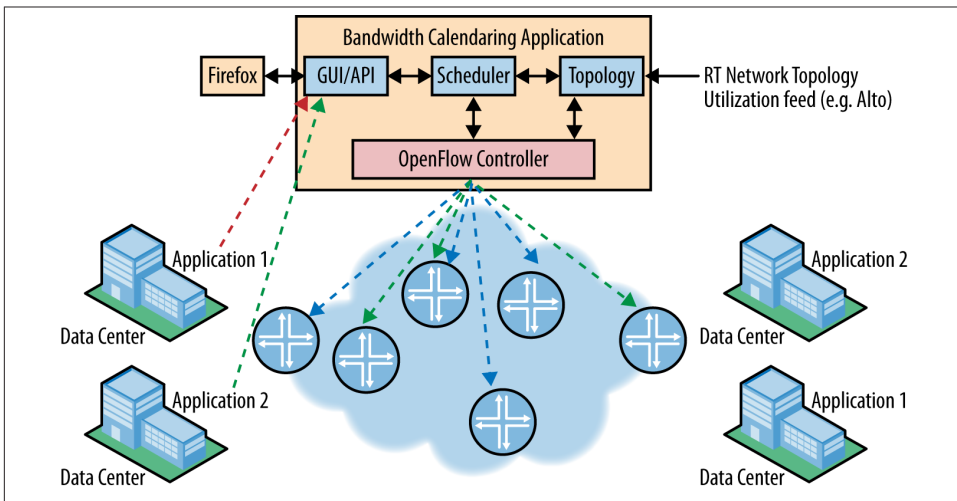 Bandwidth Calendaring Application
Firefox
GUI/API
Scheduler
Topology
RT Network Topology
Utilization feed (e.g. Alto)
OpenFlow Controller
Application 1
Data Center
Application 2
Data Center
Application 2
Data Center
Application 1
Data Center